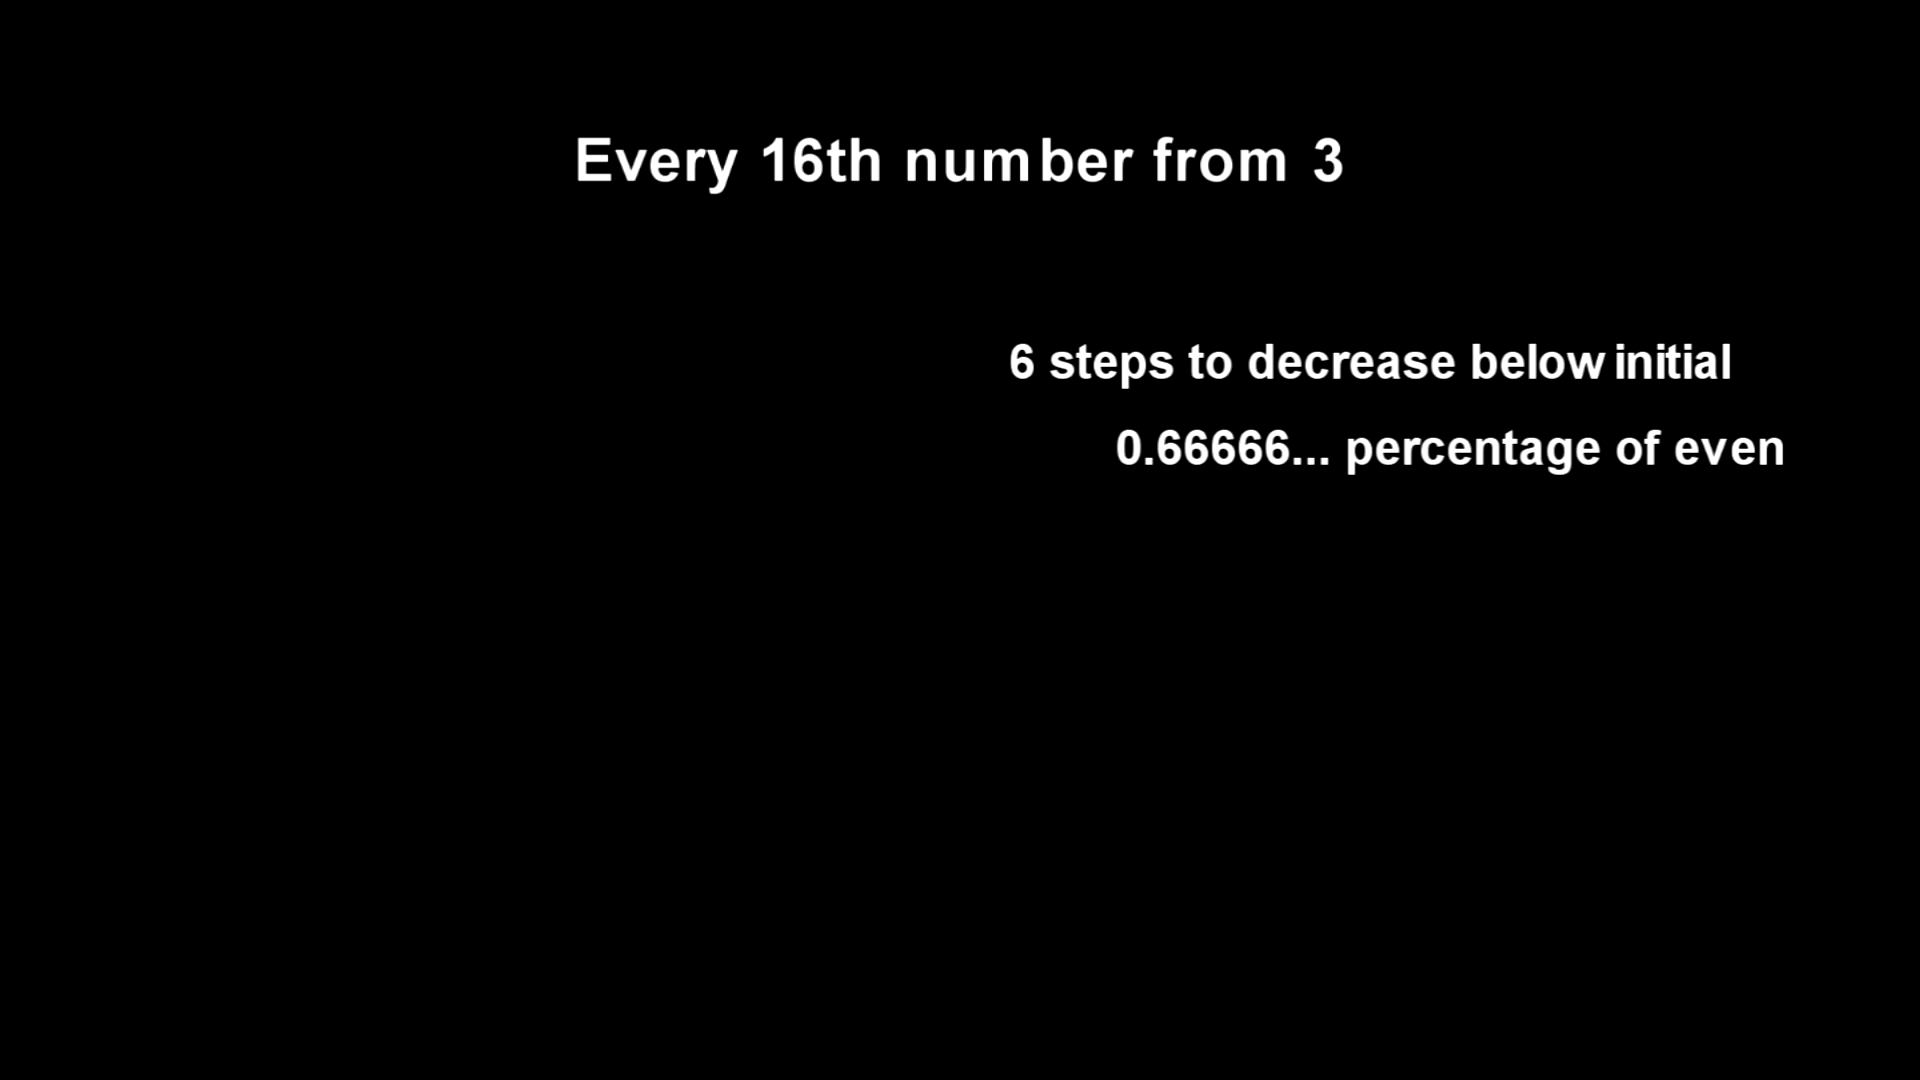 Every 16th number from 3
6 steps to decrease below initial
0.66666... percentage of even